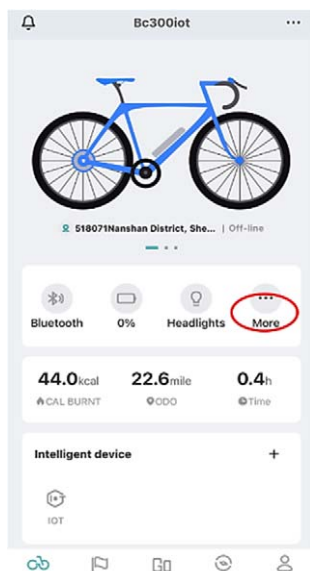 Bc300iot
518071Nanshan District, She... | Off-line
Bluetooth 0% Headlights More
44.0kcal 22.6mile 0.4h
CAL BURNT ODO Time
Intelligent device +
IOT
GO